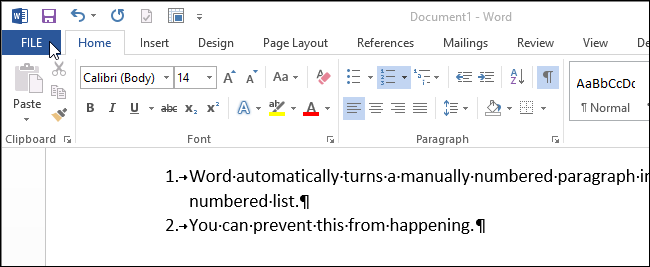 Document1 - Word
FILE Home Insert Design Page Layout References Mailings Review View De
Paste
Calibri (Body) 14 A A Aa A
B I U abc X₂ X² A ab A
AaBbCcDc
¶ Normal
Clipboard Font Paragraph
1.→Word·automatically·turns·a·manually·numbered·paragraph·i
numbered·list.¶
2.→You·can·prevent·this·from·happening.¶